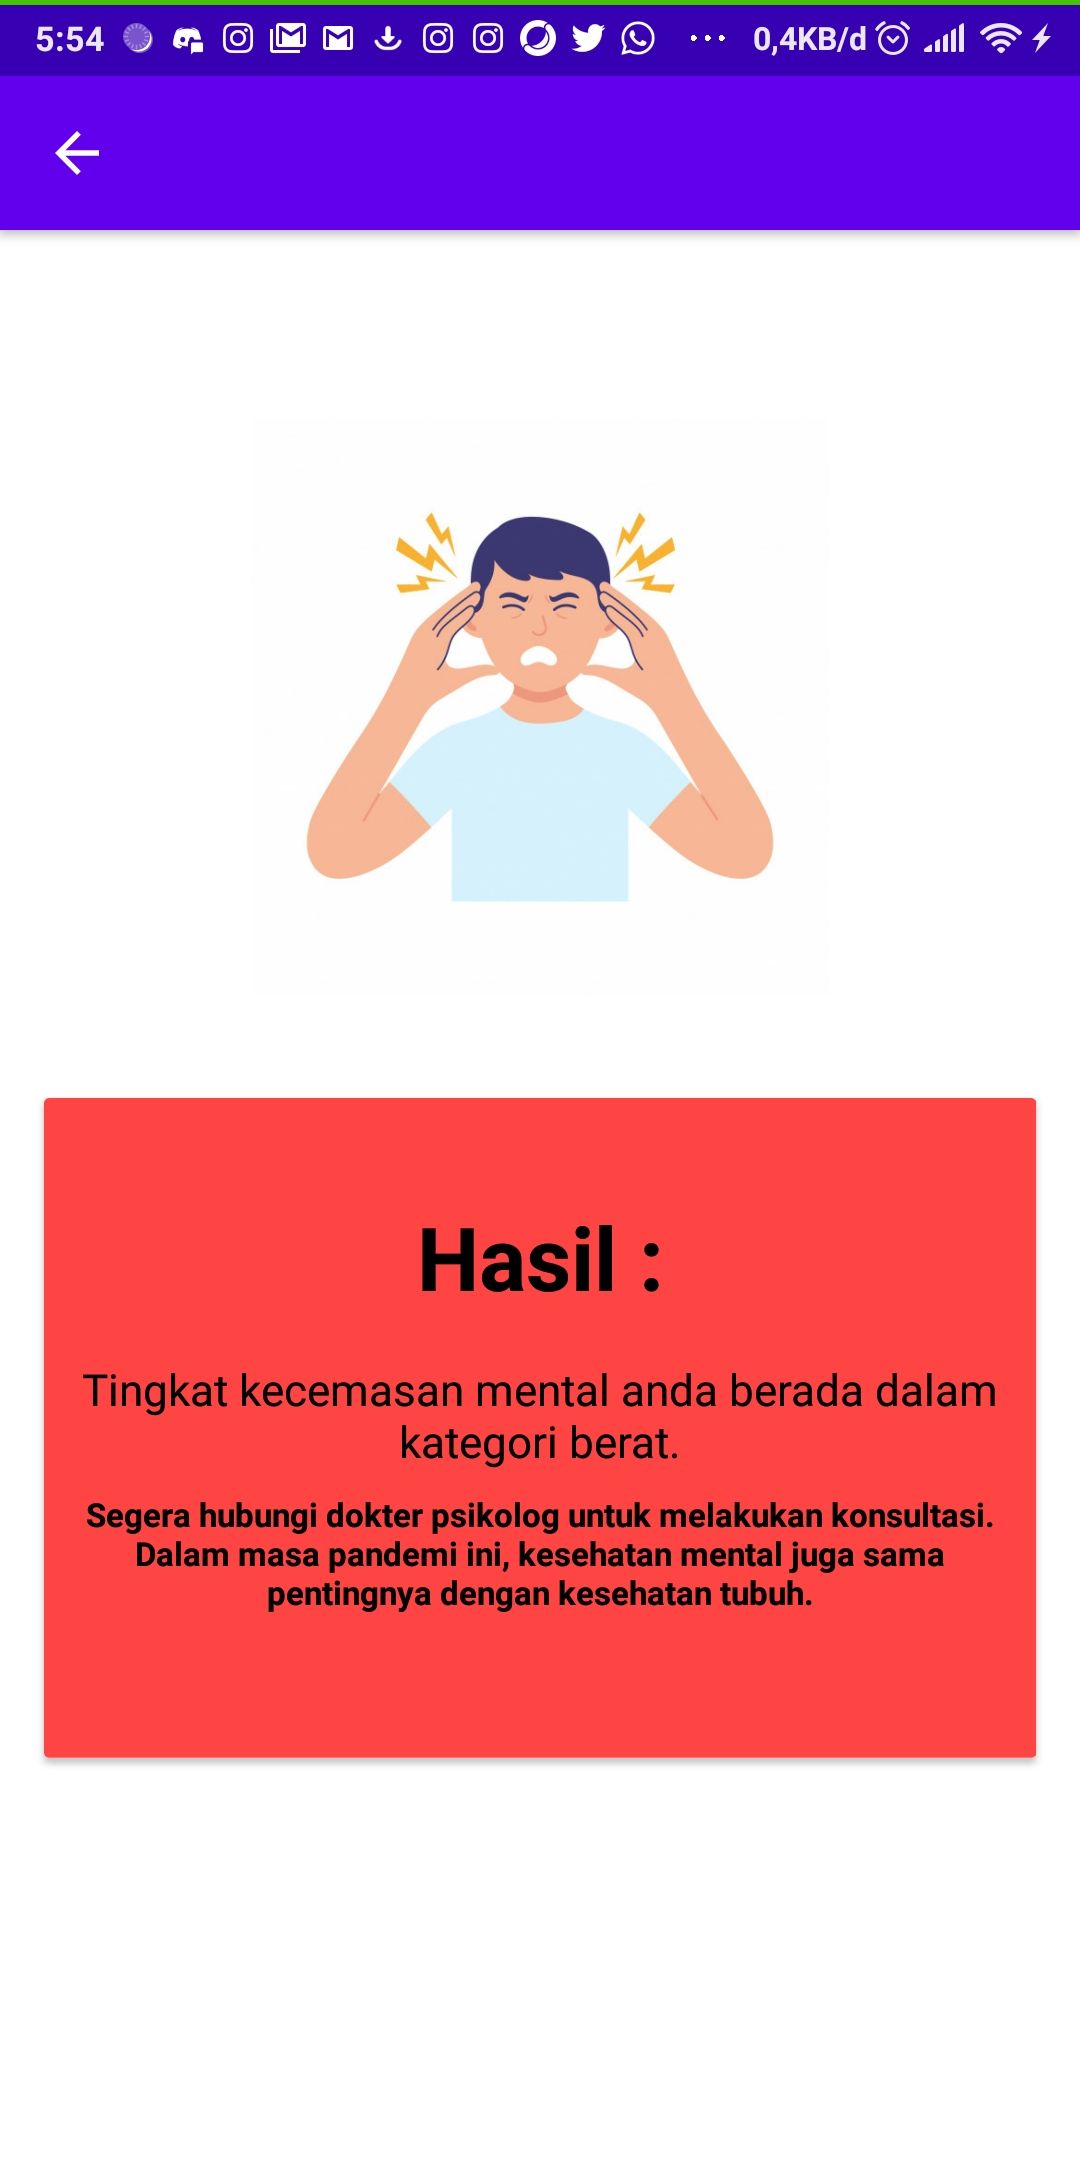 5:54
0,4KB/d
Hasil :
Tingkat kecemasan mental anda berada dalam
kategori berat.
Segera hubungi dokter psikolog untuk melakukan konsultasi.
Dalam masa pandemi ini, kesehatan mental juga sama
pentingnya dengan kesehatan tubuh.